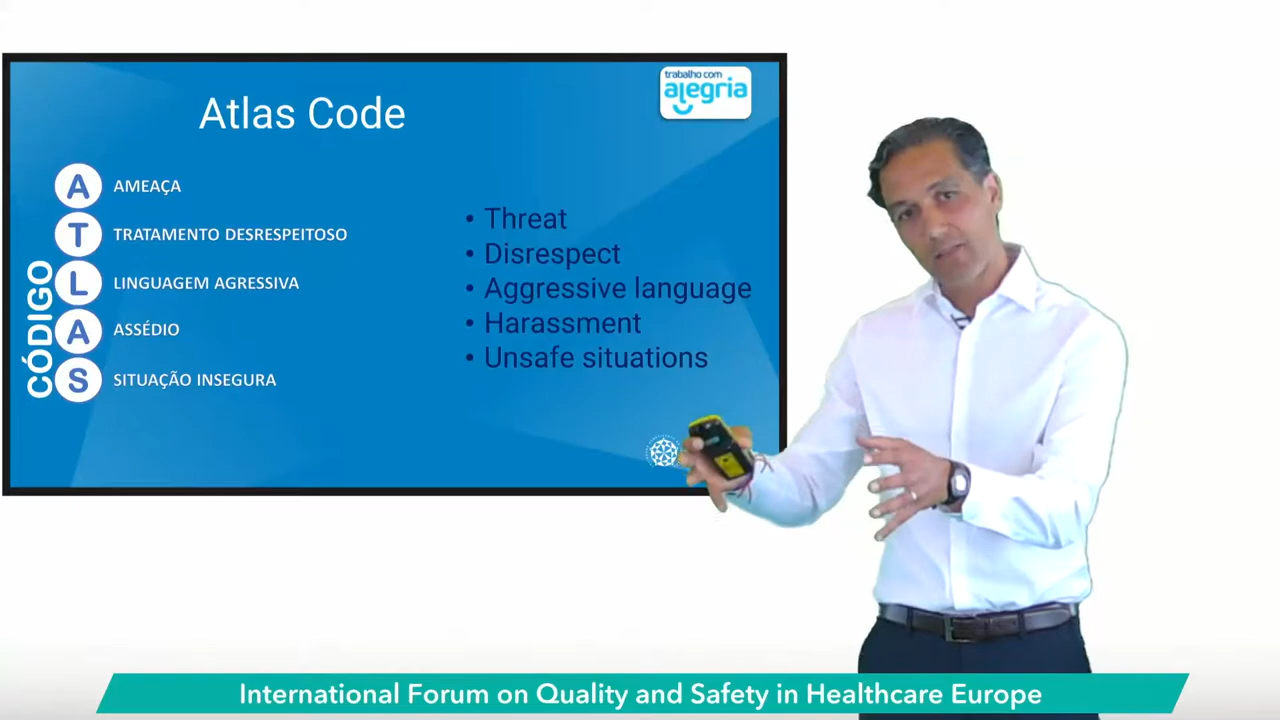 Atlas Code
trabalho com
alegria
CÓDIGO
A AMEAÇA
T TRATAMENTO DESRESPEITOSO
L LINGUAGEM AGRESSIVA
A ASSÉDIO
S SITUAÇÃO INSEGURA
• Threat
• Disrespect
• Aggressive language
• Harassment
• Unsafe situations
International Forum on Quality and Safety in Healthcare Europe